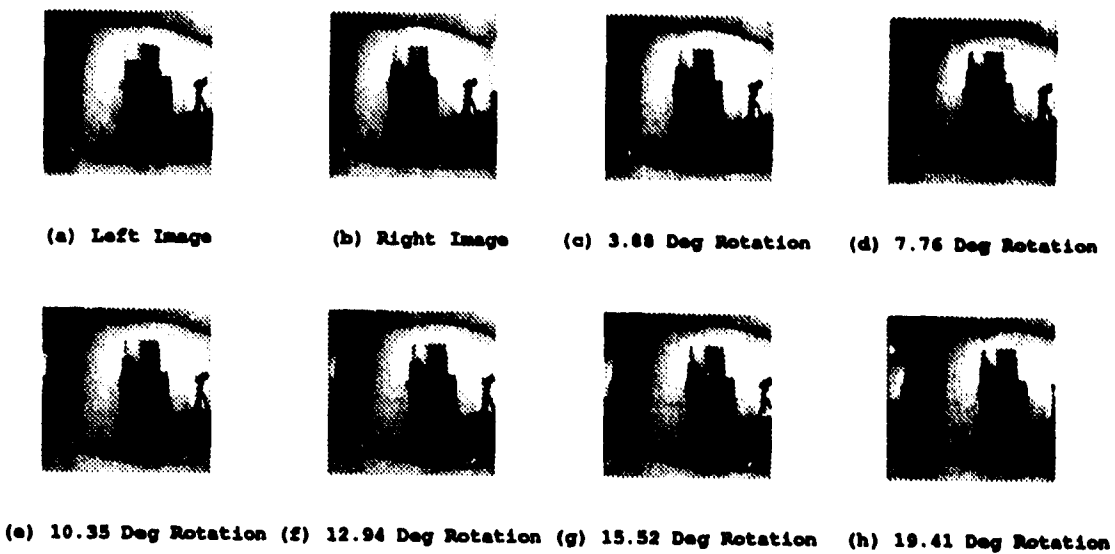 (a) Left Image (b) Right Image (c) 3.88 Deg Rotation (d) 7.76 Deg Rotation
(e) 10.35 Deg Rotation (f) 12.94 Deg Rotation (g) 15.52 Deg Rotation (h) 19.41 Deg Rotation